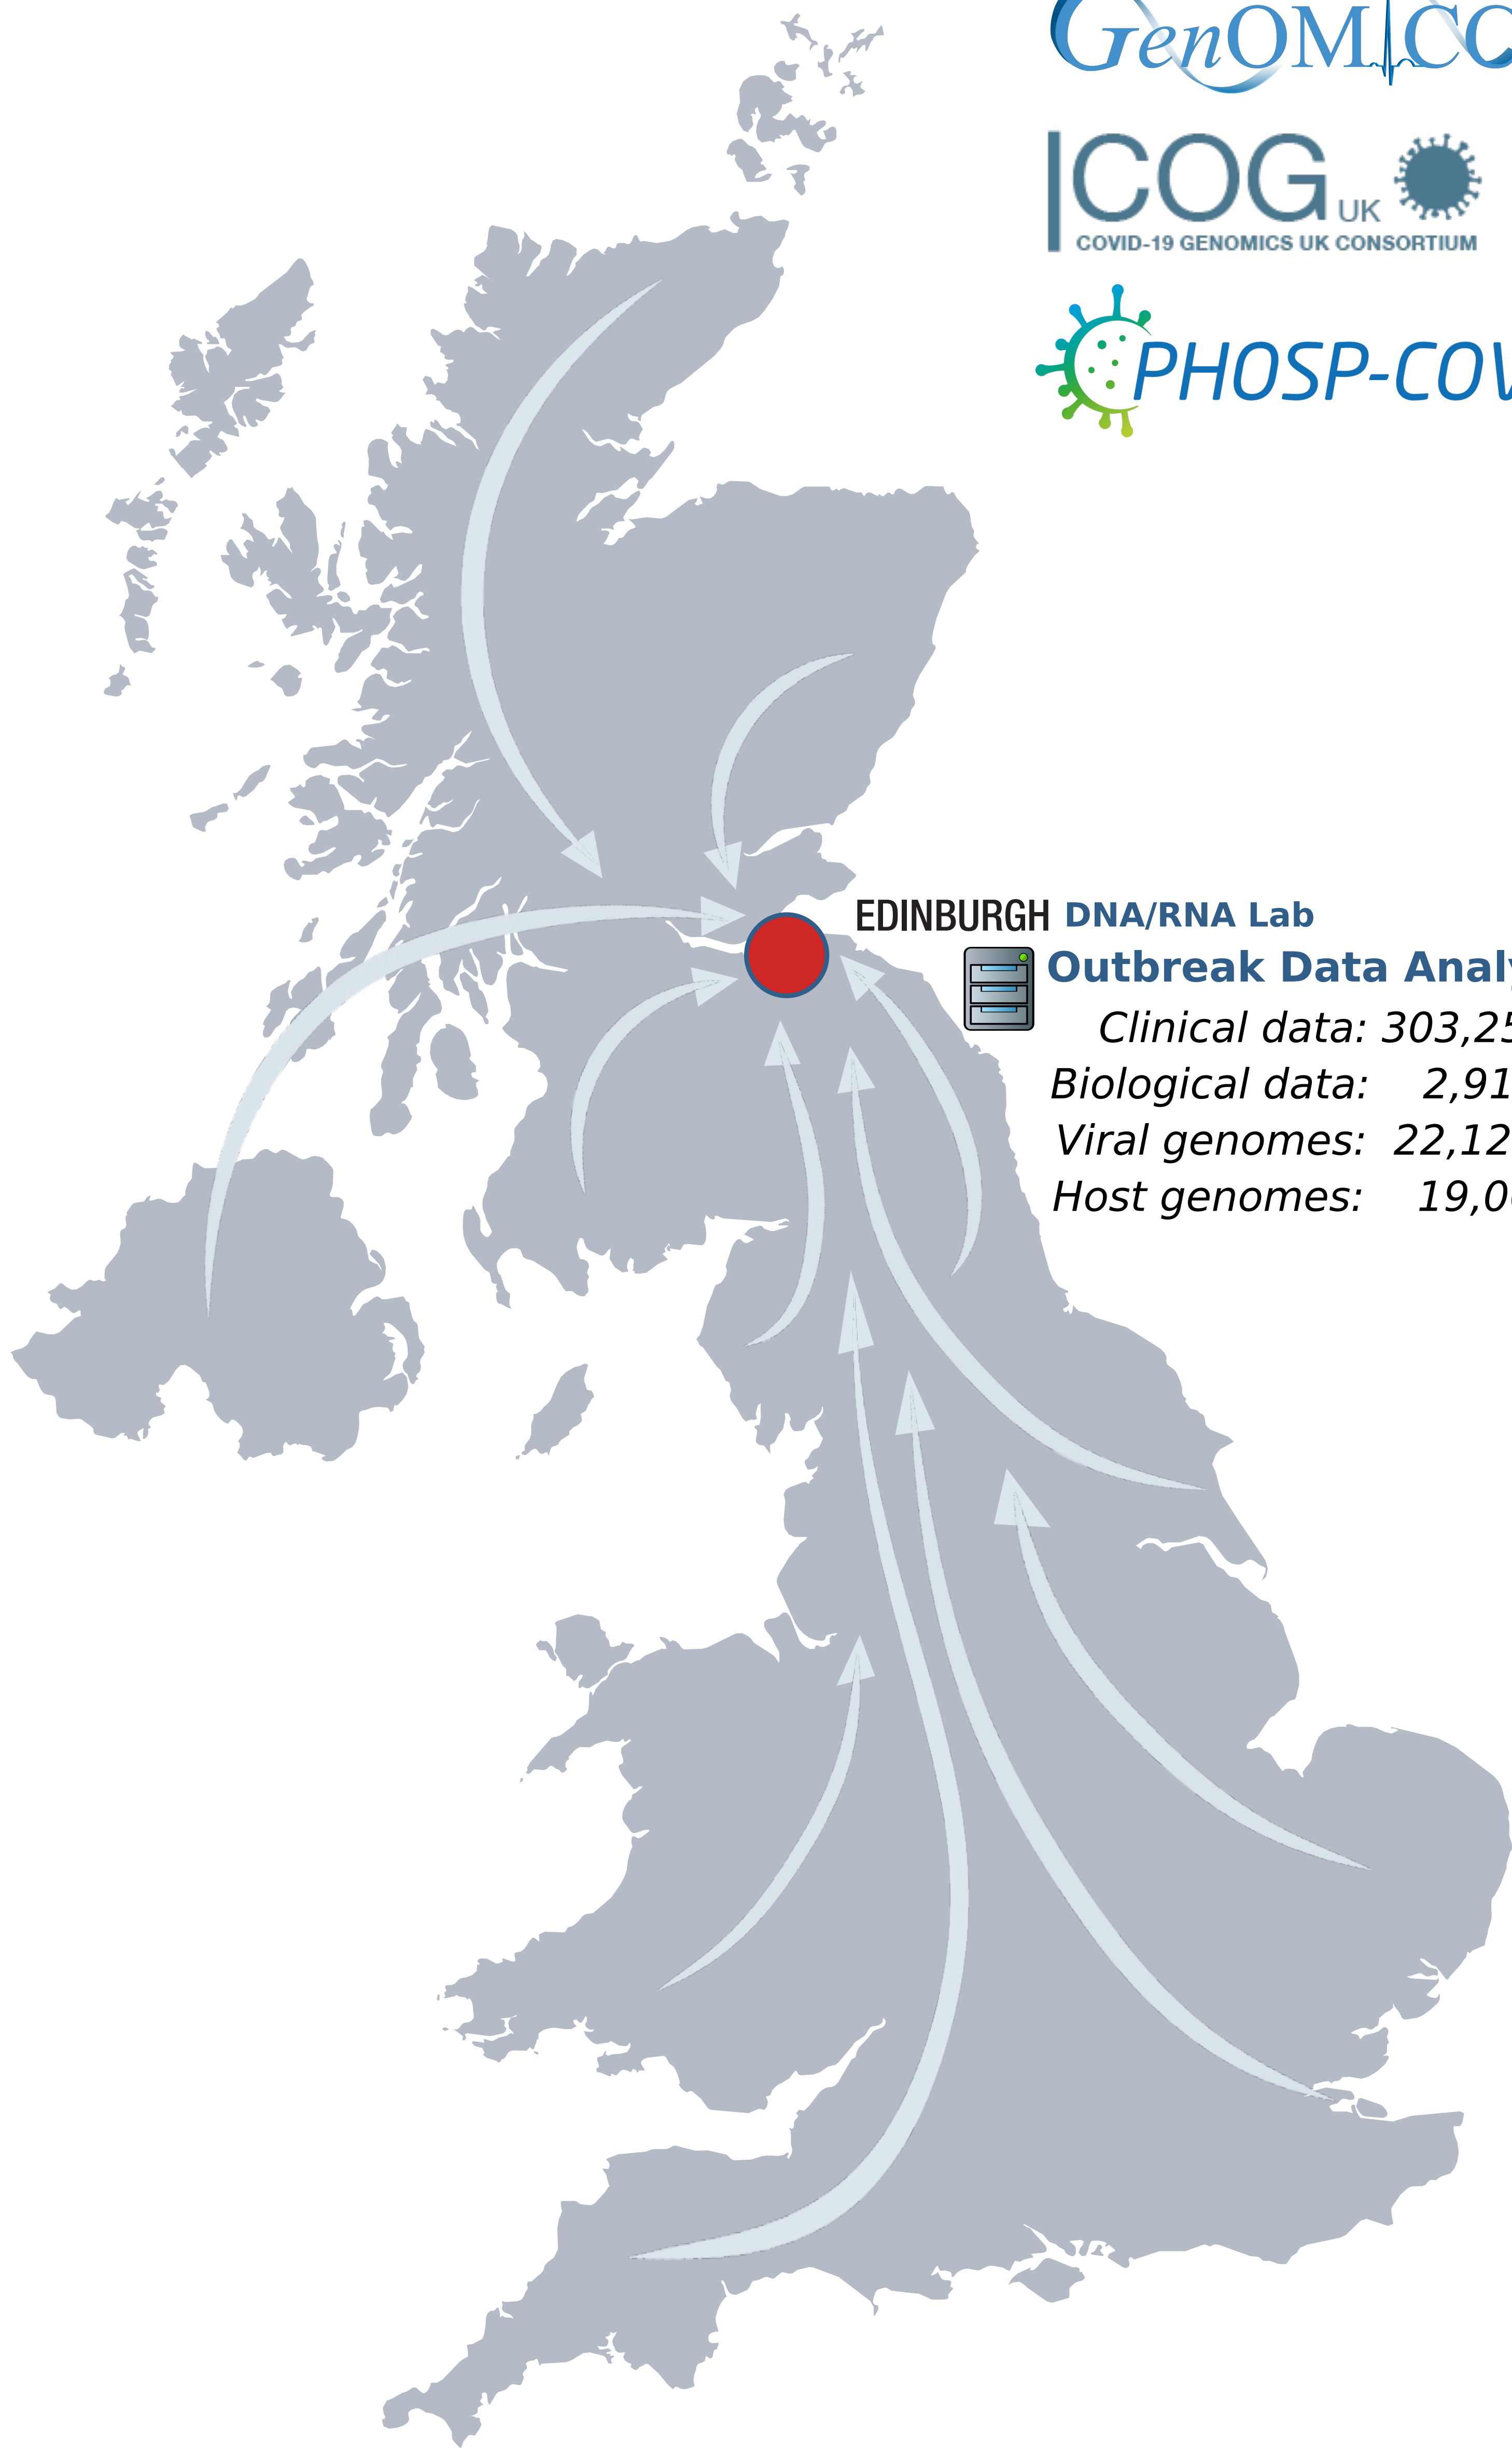 GenOMICC
COG UK
COVID-19 GENOMICS UK CONSORTIUM
PHOSP-COV
EDINBURGH DNA/RNA Lab
Outbreak Data Analy
Clinical data: 303,25
Biological data: 2,91
Viral genomes: 22,12
Host genomes: 19,0